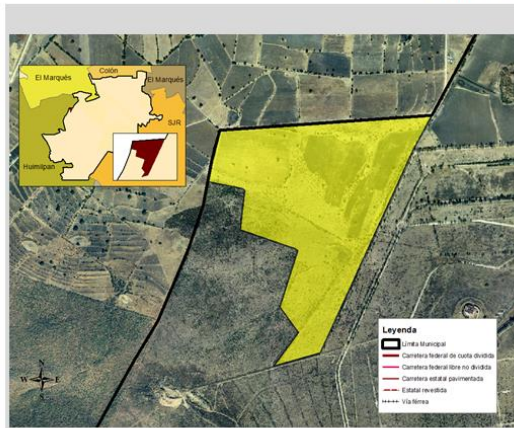 Colón
El Marqués
El Marqués
SJR
Huimilpan
Leyenda
Límite Municipal
Carretera federal de cuota dividida
Carretera federal libre no dividida
Carretera estatal pavimentada
Estatal revestida
Vía férrea
N
W E
S